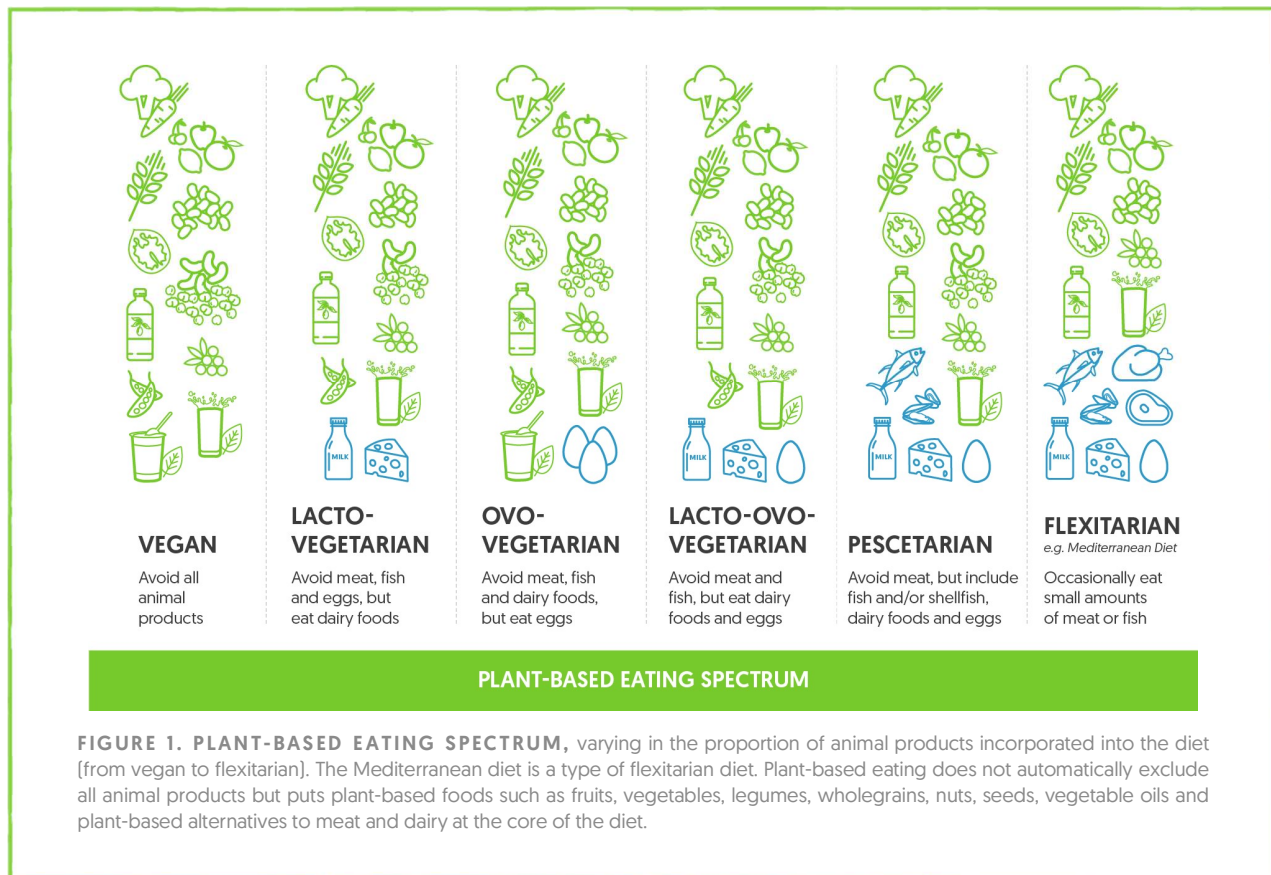 MILK
MILK
MILK
MILK
VEGAN
Avoid all
animal
products
LACTO-
VEGETARIAN
Avoid meat, fish
and eggs, but
eat dairy foods
OVO-
VEGETARIAN
Avoid meat, fish
and dairy foods,
but eat eggs
LACTO-OVO-
VEGETARIAN
Avoid meat and
fish, but eat dairy
foods and eggs
PESCETARIAN
Avoid meat, but include
fish and/or shellfish,
dairy foods and eggs
FLEXITARIAN
e.g. Mediterranean Diet
Occasionally eat
small amounts
of meat or fish
PLANT-BASED EATING SPECTRUM
FIGURE 1. PLANT-BASED EATING SPECTRUM, varying in the proportion of animal products incorporated into the diet
(from vegan to flexitarian). The Mediterranean diet is a type of flexitarian diet. Plant-based eating does not automatically exclude
all animal products but puts plant-based foods such as fruits, vegetables, legumes, wholegrains, nuts, seeds, vegetable oils and
plant-based alternatives to meat and dairy at the core of the diet.